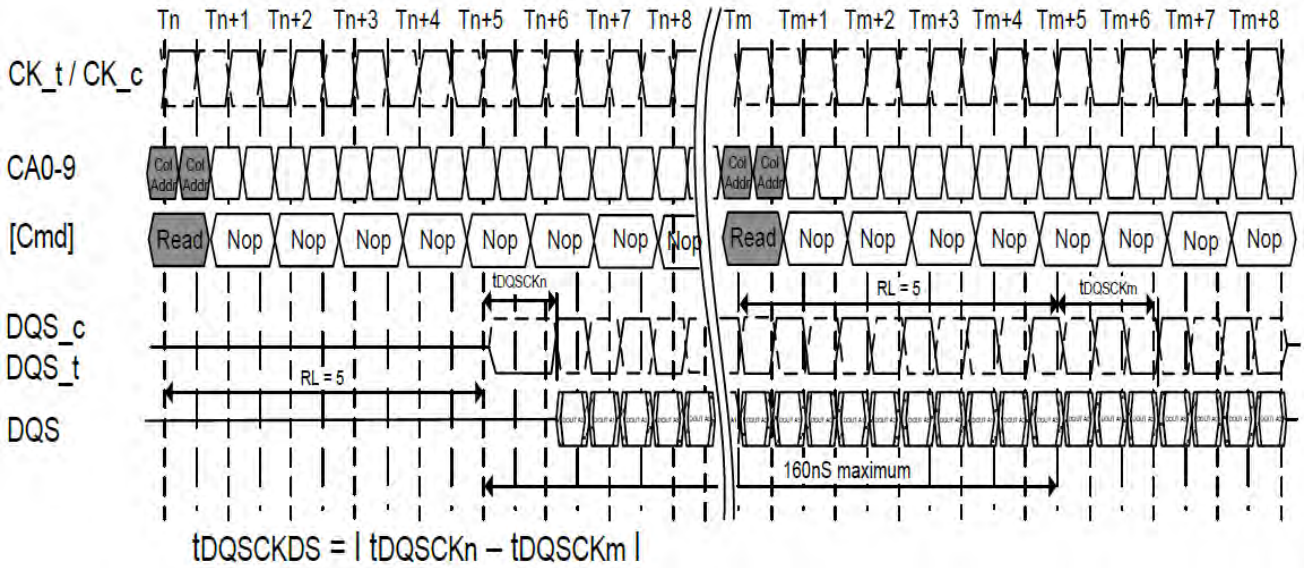 Tn Tn+1 Tn+2 Tn+3 Tn+4 Tn+5 Tn+6 Tn+7 Tn+8 Tm Tm+1 Tm+2 Tm+3 Tm+4 Tm+5 Tm+6 Tm+7 Tm+8
CK_t / CK_c
CA0-9 Col Addr Col Addr Col Addr Col Addr
[Cmd] Read Nop Nop Nop Nop Nop Nop Nop Nop Read Nop Nop Nop Nop Nop Nop Nop Nop
tDQSCKn RL = 5 tDQSCKm
DQS_c
DQS_t
RL = 5
DQS
160nS maximum
tDQSCKDS = | tDQSCKn – tDQSCKm |